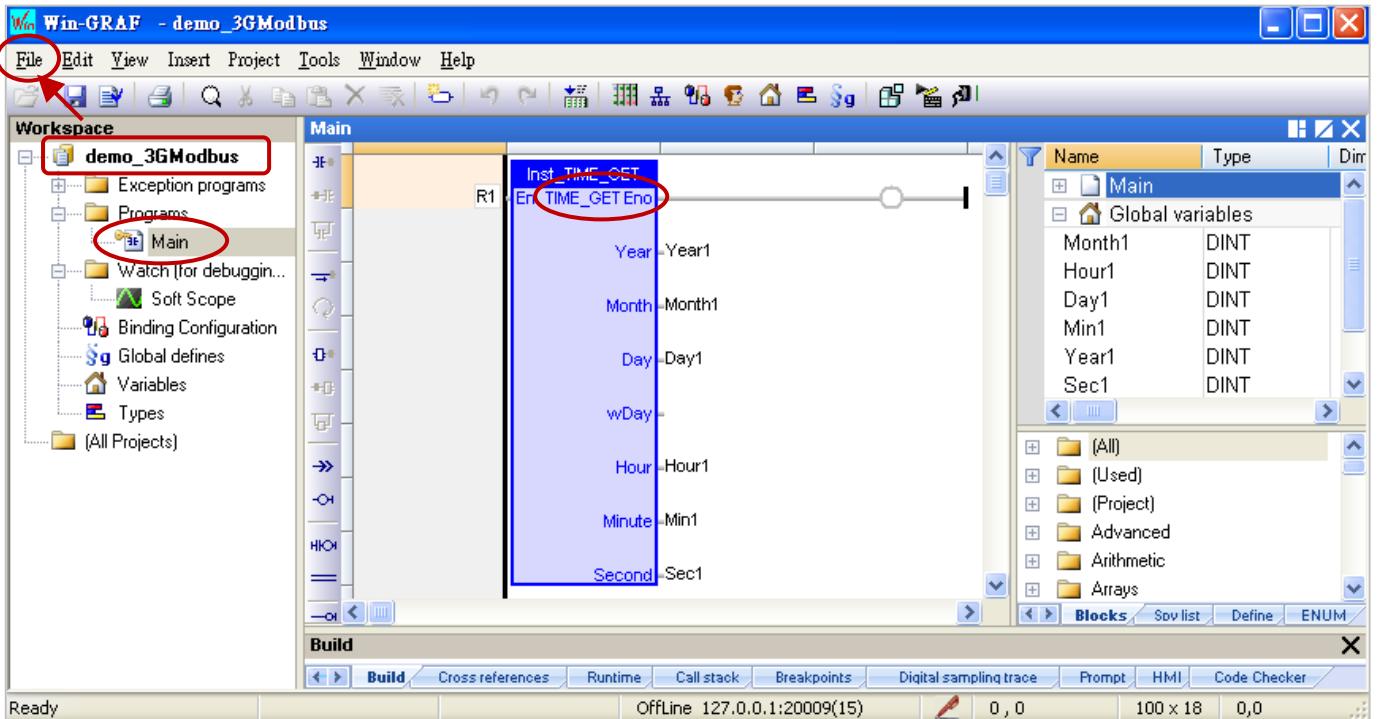 Win-GRAF - demo_3GModbus
File Edit View Insert Project Tools Window Help
Workspace
demo_3GModbus
Exception programs
Programs
Main
Watch (for debuggin...
Soft Scope
Binding Configuration
Global defines
Variables
Types
(All Projects)
Main
R1
Inst_TIME_GET
En TIME_GET Eno
Year Year1
Month Month1
Day Day1
wDay
Hour Hour1
Minute Min1
Second Sec1
Name Type Dim
Main
Global variables
Month1 DINT
Hour1 DINT
Day1 DINT
Min1 DINT
Year1 DINT
Sec1 DINT
(All)
(Used)
(Project)
Advanced
Arithmetic
Arrays
Blocks Spy list Define ENUM
Build
Build Cross references Runtime Call stack Breakpoints Digital sampling trace Prompt HMI Code Checker
Ready OffLine 127.0.0.1:20009(15) 0 , 0 100 x 18 0,0